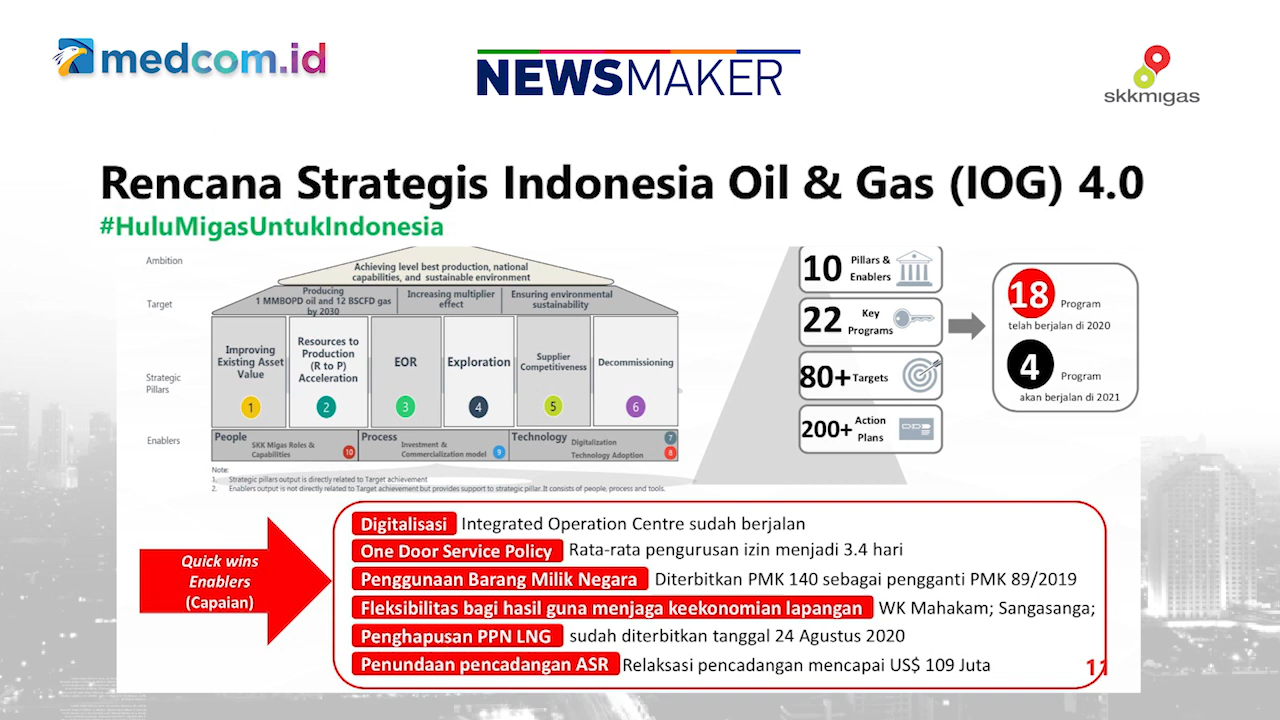 medcom.id
NEWSMAKER
skkmigas
Rencana Strategis Indonesia Oil & Gas (IOG) 4.0
#HuluMigasUntukIndonesia
Ambition
Achieving level best production, national
capabilities, and sustainable environment
Target
Producing
1 MMBOPD oil and 12 BSCFD gas
by 2030
Increasing multiplier
effect
Ensuring environmental
sustainability
Strategic
Pillars
Improving
Existing Asset
Value
1
Resources to
Production
(R to P)
Acceleration
2
EOR
3
Exploration
4
Supplier
Competitiveness
5
Decommissioning
6
Enablers
People
SKK Migas Roles &
Capabilities
10
Process
Investment &
Commercialization model
9
Technology
Digitalization
7
Technology Adoption
8
Note:
1. Strategic pillars output is directly related to Target achievement
2. Enablers output is not directly related to Target achievement but provides support to strategic pillar. It consists of people, process and tools.
10 Pillars &
Enablers
22 Key
Programs
80+ Targets
200+ Action
Plans
18 Program
telah berjalan di 2020
4 Program
akan berjalan di 2021
Quick wins
Enablers
(Capaian)
Digitalisasi Integrated Operation Centre sudah berjalan
One Door Service Policy Rata-rata pengurusan izin menjadi 3.4 hari
Penggunaan Barang Milik Negara Diterbitkan PMK 140 sebagai pengganti PMK 89/2019
Fleksibilitas bagi hasil guna menjaga keekonomian lapangan WK Mahakam; Sangasanga;
Penghapusan PPN LNG sudah diterbitkan tanggal 24 Agustus 2020
Penundaan pencadangan ASR Relaksasi pencadangan mencapai US$ 109 Juta
11